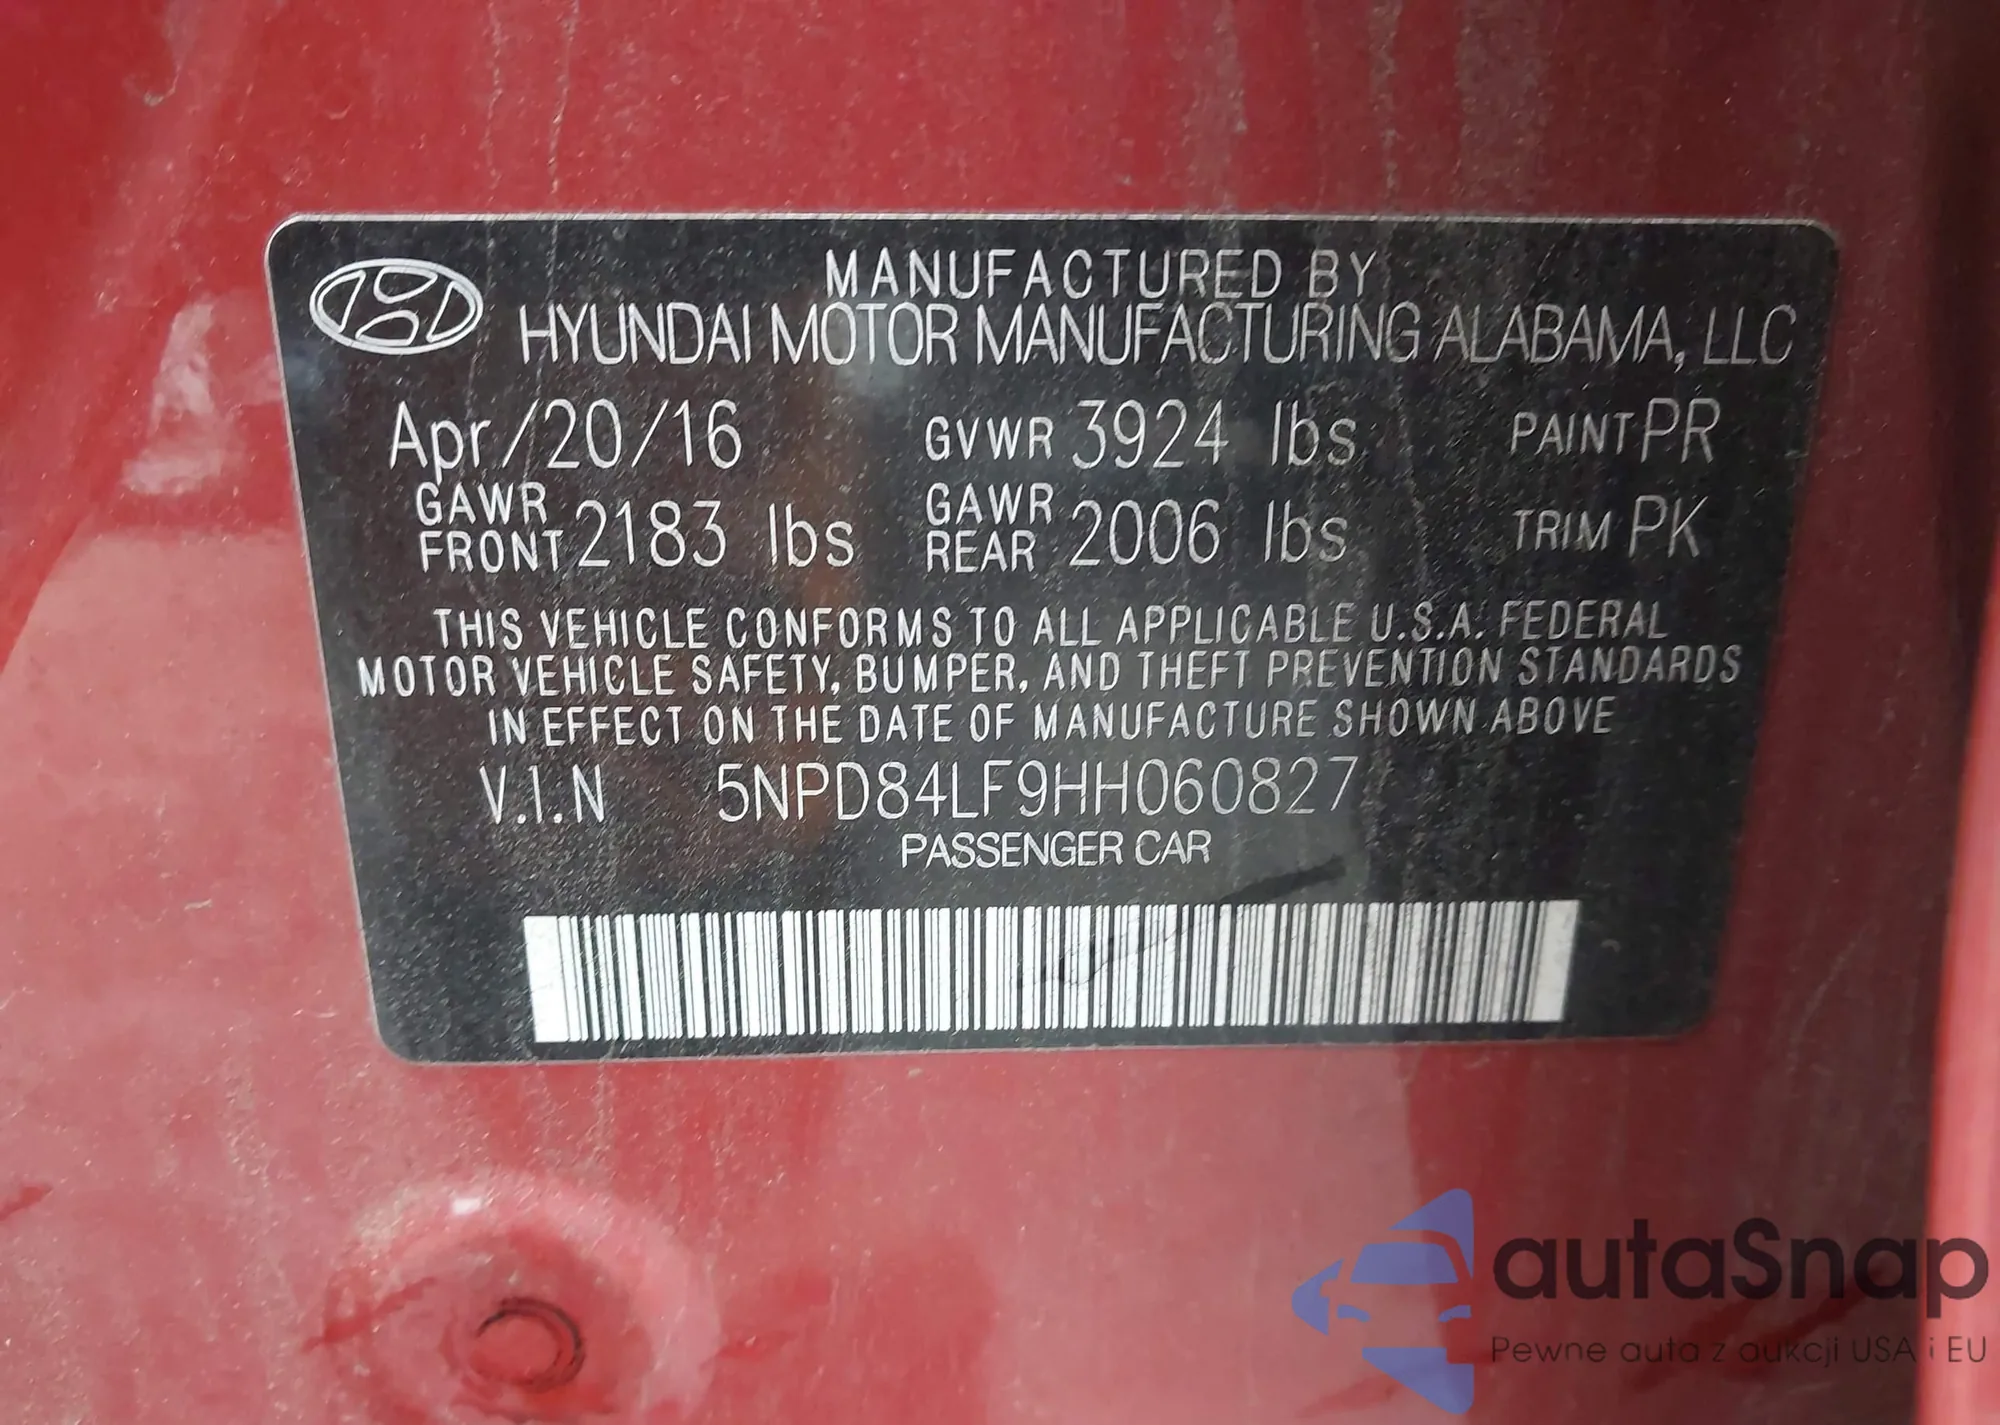 MANUFACTURED BY
HYUNDAI MOTOR MANUFACTURING ALABAMA, LLC
Apr/20/16 GVWR 3924 lbs PAINT PR
GAWR FRONT 2183 lbs GAWR REAR 2006 lbs TRIM PK
THIS VEHICLE CONFORMS TO ALL APPLICABLE U.S.A. FEDERAL
MOTOR VEHICLE SAFETY, BUMPER, AND THEFT PREVENTION STANDARDS
IN EFFECT ON THE DATE OF MANUFACTURE SHOWN ABOVE
V.I.N 5NPD84LF9HH060827
PASSENGER CAR
autaSnap
Pewne auta z aukcji USA i EU